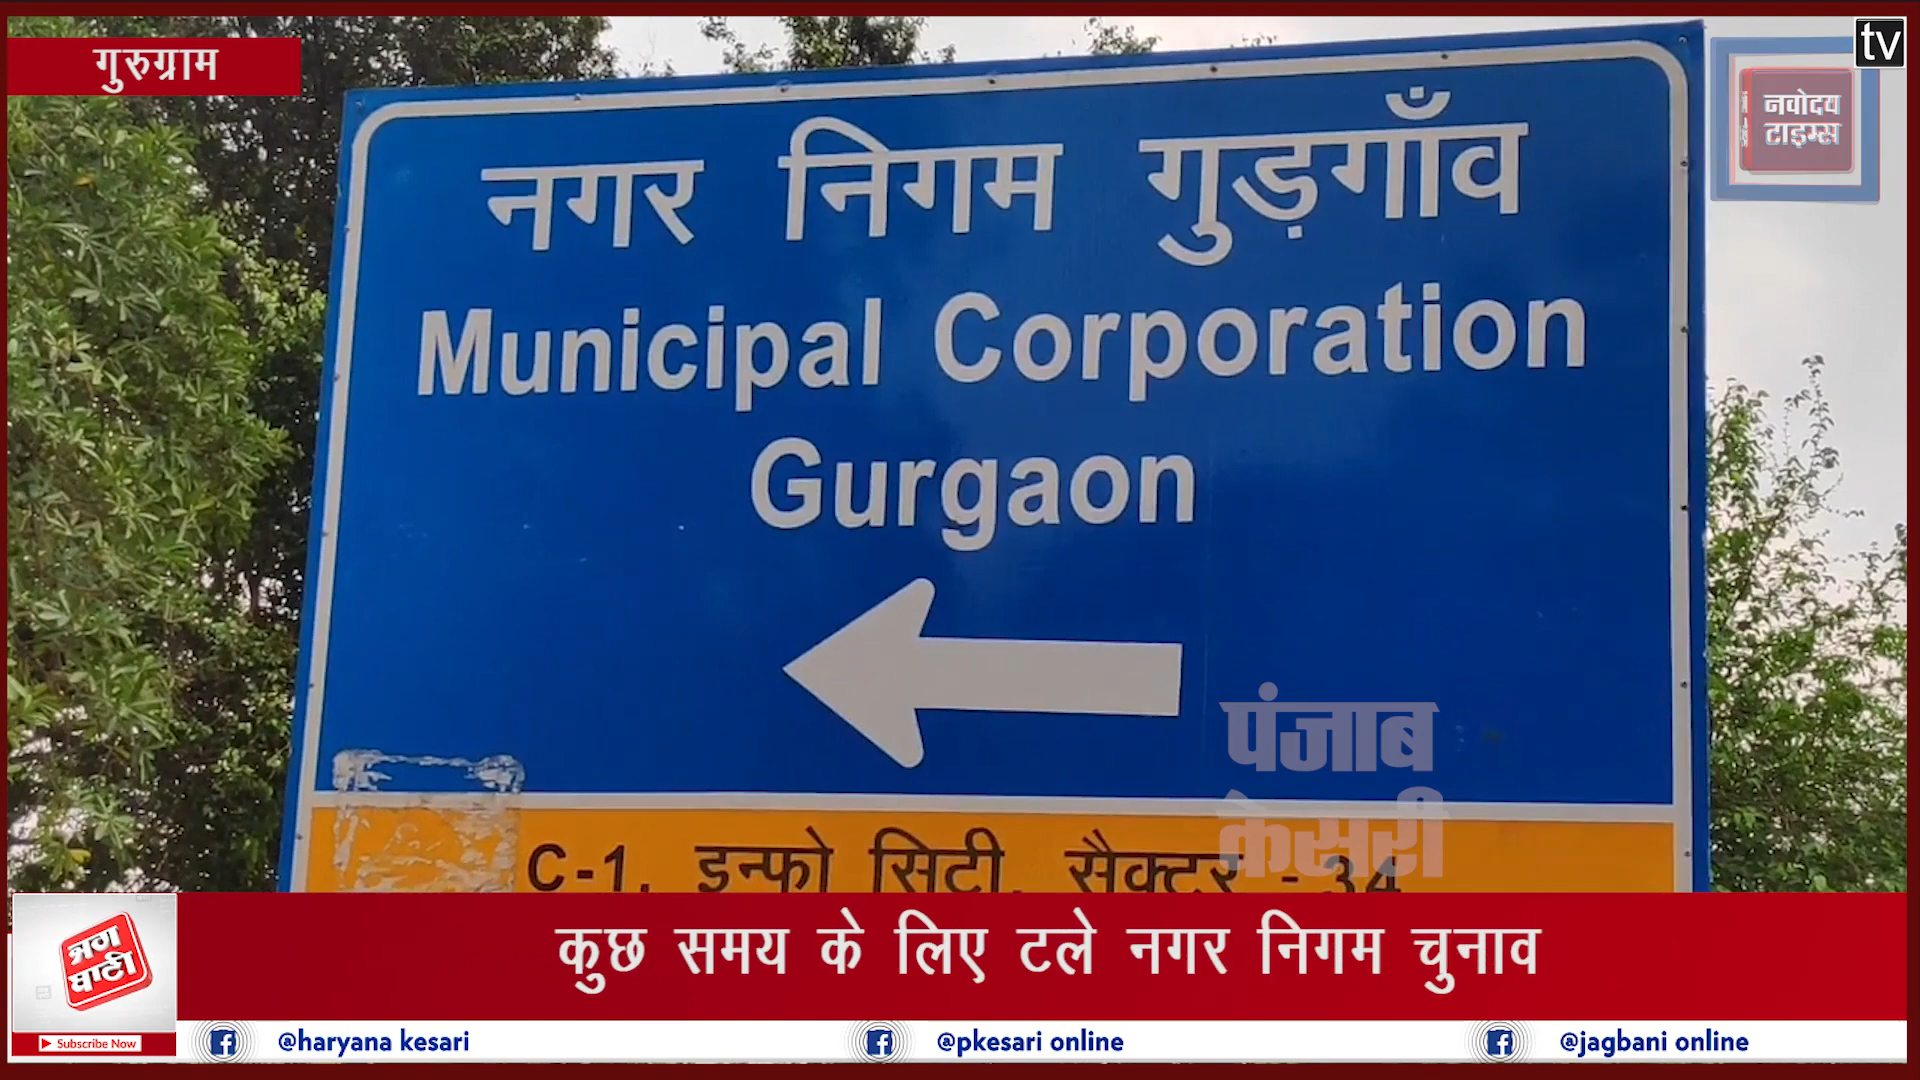 गुरुग्राम
tv
नवोदय
टाइम्स
नगर निगम गुड़गाँव
Municipal Corporation
Gurgaon
पंजाब
केसरी
C-1, इन्फो सिटी, सैक्टर - 34
कुछ समय के लिए टले नगर निगम चुनाव
Subscribe Now
@haryana kesari
@pkesari online
@jagbani online